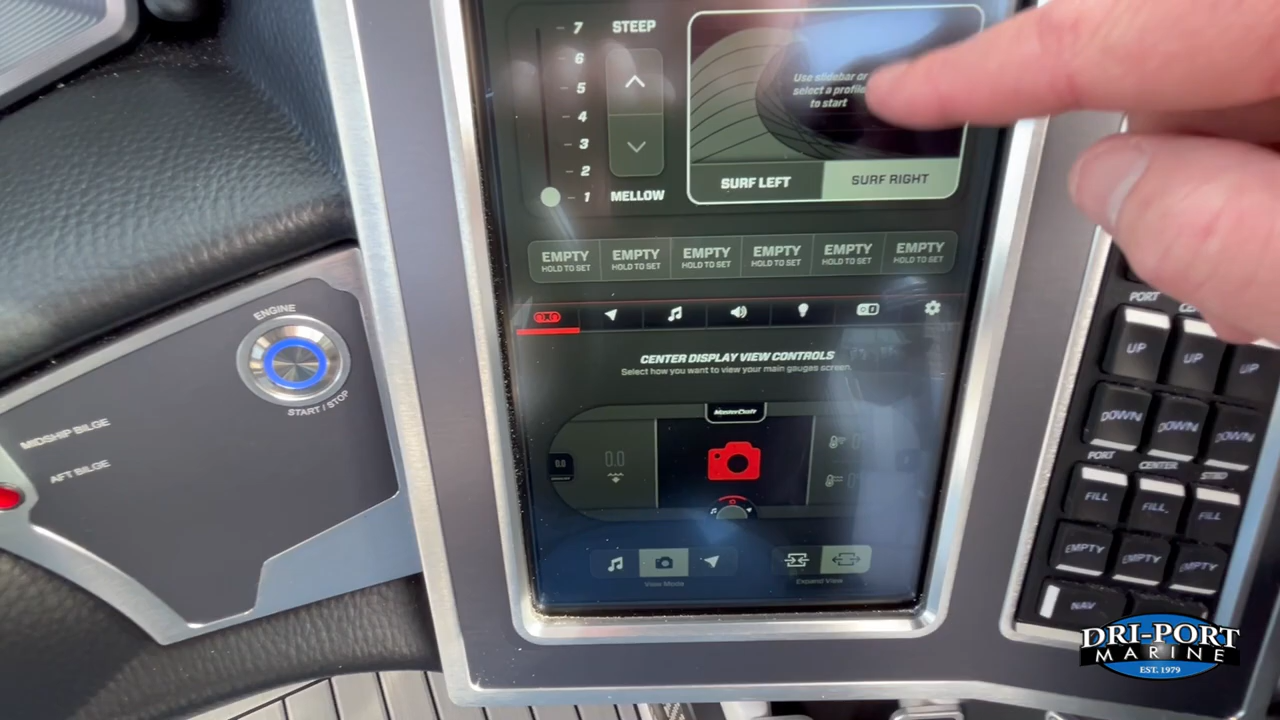 7 STEEP
6
5
4
3
2
1 MELLOW
Use slidebar or
select a profile
to start
SURF LEFT SURF RIGHT
EMPTY EMPTY EMPTY EMPTY EMPTY EMPTY
HOLD TO SET HOLD TO SET HOLD TO SET HOLD TO SET HOLD TO SET HOLD TO SET
CENTER DISPLAY VIEW CONTROLS
Select how you want to view your main gauges screen.
MasterCraft
0.0
0.0
View Mode
Expand View
ENGINE
START / STOP
MIDSHIP BILGE
AFT BILGE
PORT
UP UP UP
DOWN DOWN DOWN
PORT CENTER STBD
FILL FILL FILL
EMPTY EMPTY EMPTY
NAV
DRI-PORT
MARINE
EST. 1979